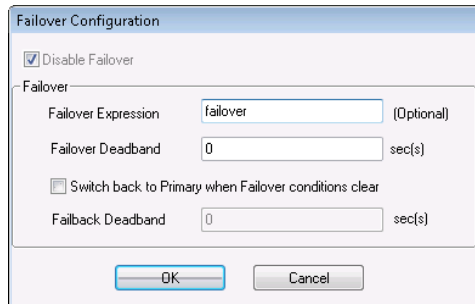 Failover Configuration
Disable Failover
Failover
Failover Expression failover (Optional)
Failover Deadband 0 sec(s)
Switch back to Primary when Failover conditions clear
Failback Deadband 0 sec(s)
OK Cancel